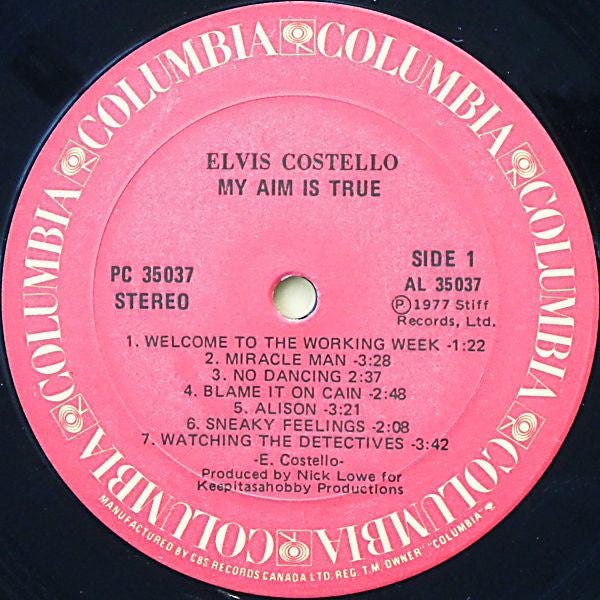 COLUMBIA COLUMBIA COLUMBIA COLUMBIA COLUMBIA COLUMBIA COLUMBIA COLUMBIA
ELVIS COSTELLO
MY AIM IS TRUE
PC 35037
STEREO
SIDE 1
AL 35037
Ⓟ1977 Stiff
Records, Ltd.
1. WELCOME TO THE WORKING WEEK -1:22
2. MIRACLE MAN -3:28
3. NO DANCING 2:37
4. BLAME IT ON CAIN -2:48
5. ALISON -3:21
6. SNEAKY FEELINGS -2:08
7. WATCHING THE DETECTIVES -3:42
-E. Costello-
Produced by Nick Lowe for
Keepitasahobby Productions
MANUFACTURED BY CBS RECORDS CANADA LTD. REG. T.M. OWNER "COLUMBIA"